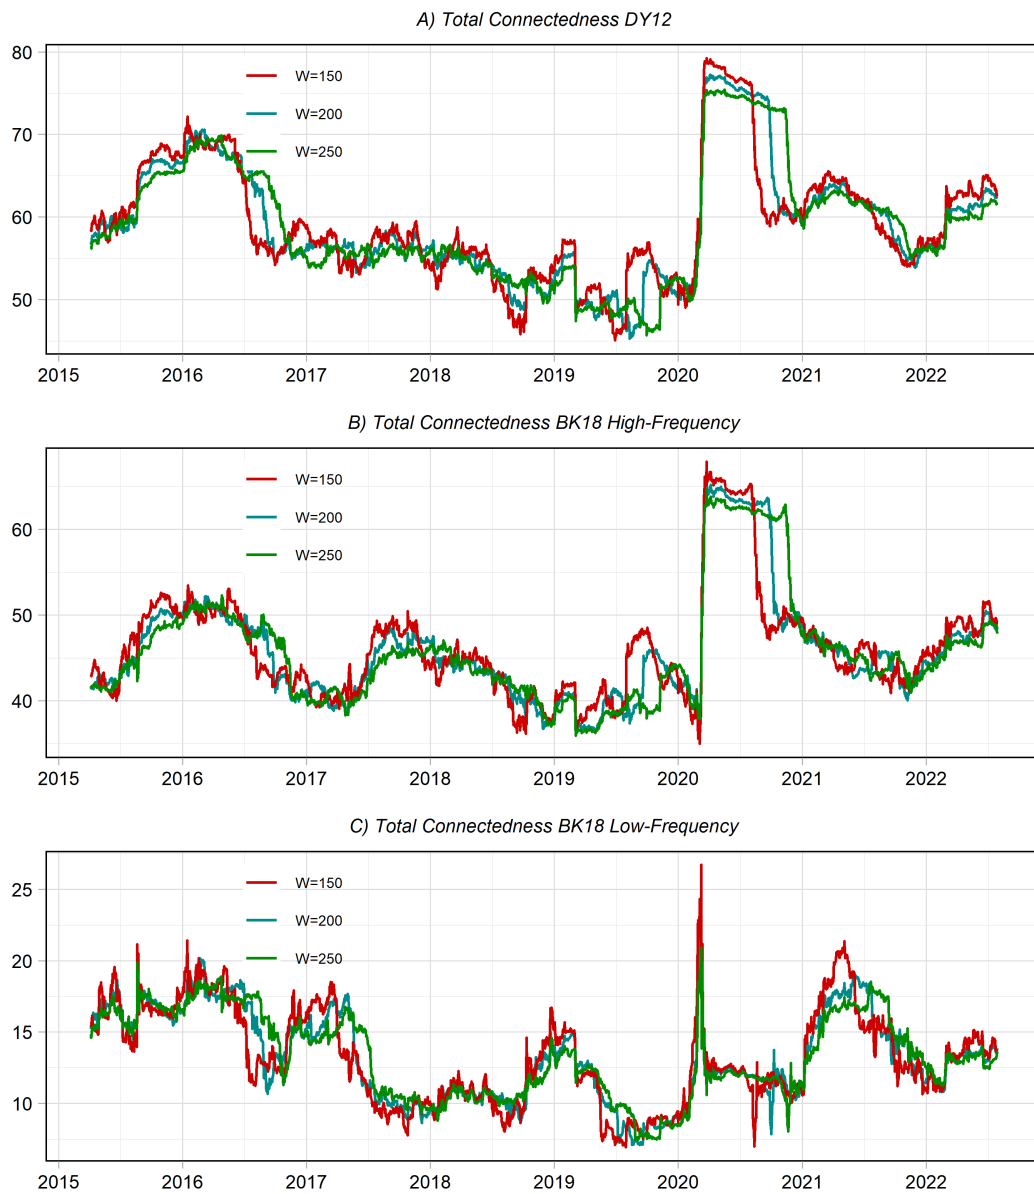 A) Total Connectedness DY12
80
70
60
50
W=150
W=200
W=250
2015 2016 2017 2018 2019 2020 2021 2022
B) Total Connectedness BK18 High-Frequency
60
50
40
W=150
W=200
W=250
2015 2016 2017 2018 2019 2020 2021 2022
C) Total Connectedness BK18 Low-Frequency
25
20
15
10
W=150
W=200
W=250
2015 2016 2017 2018 2019 2020 2021 2022